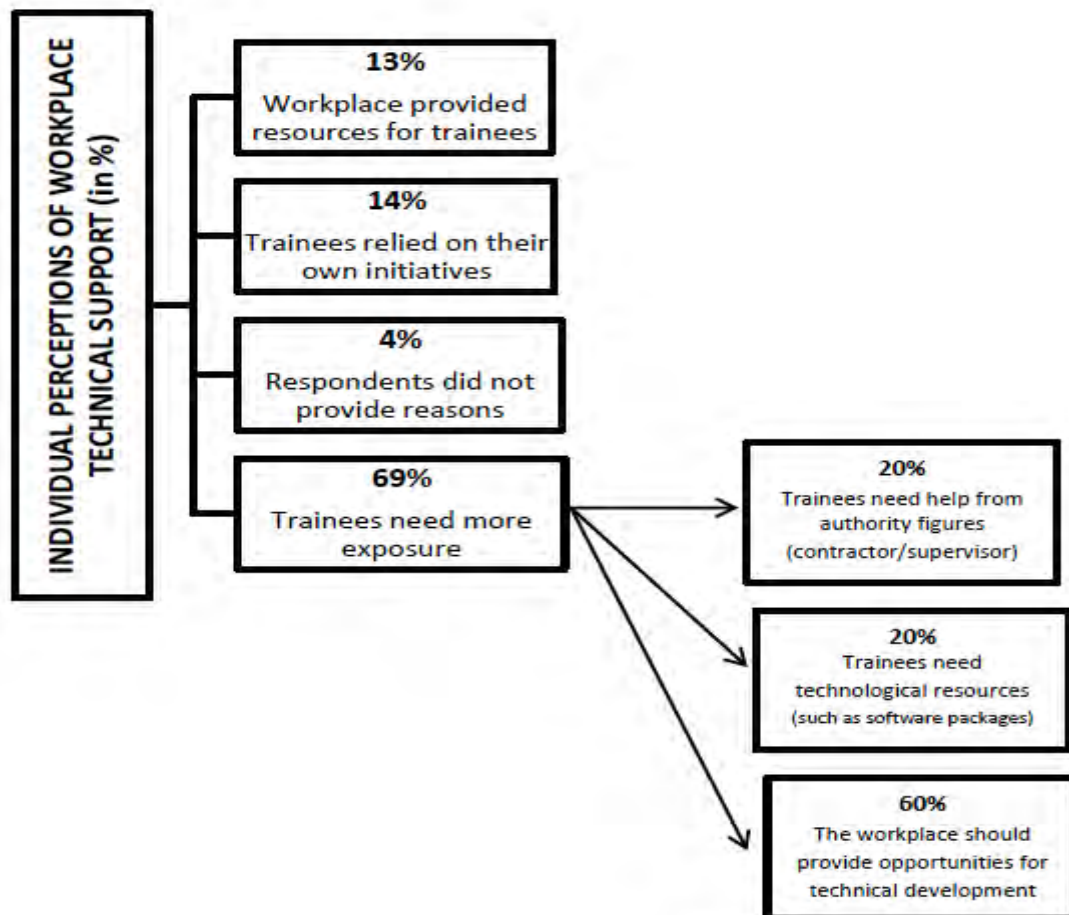 INDIVIDUAL PERCEPTIONS OF WORKPLACE
TECHNICAL SUPPORT (in %)
13%
Workplace provided
resources for trainees
14%
Trainees relied on their
own initiatives
4%
Respondents did not
provide reasons
69%
Trainees need more
exposure
20%
Trainees need help from
authority figures
(contractor/supervisor)
20%
Trainees need
technological resources
(such as software packages)
60%
The workplace should
provide opportunities for
technical development